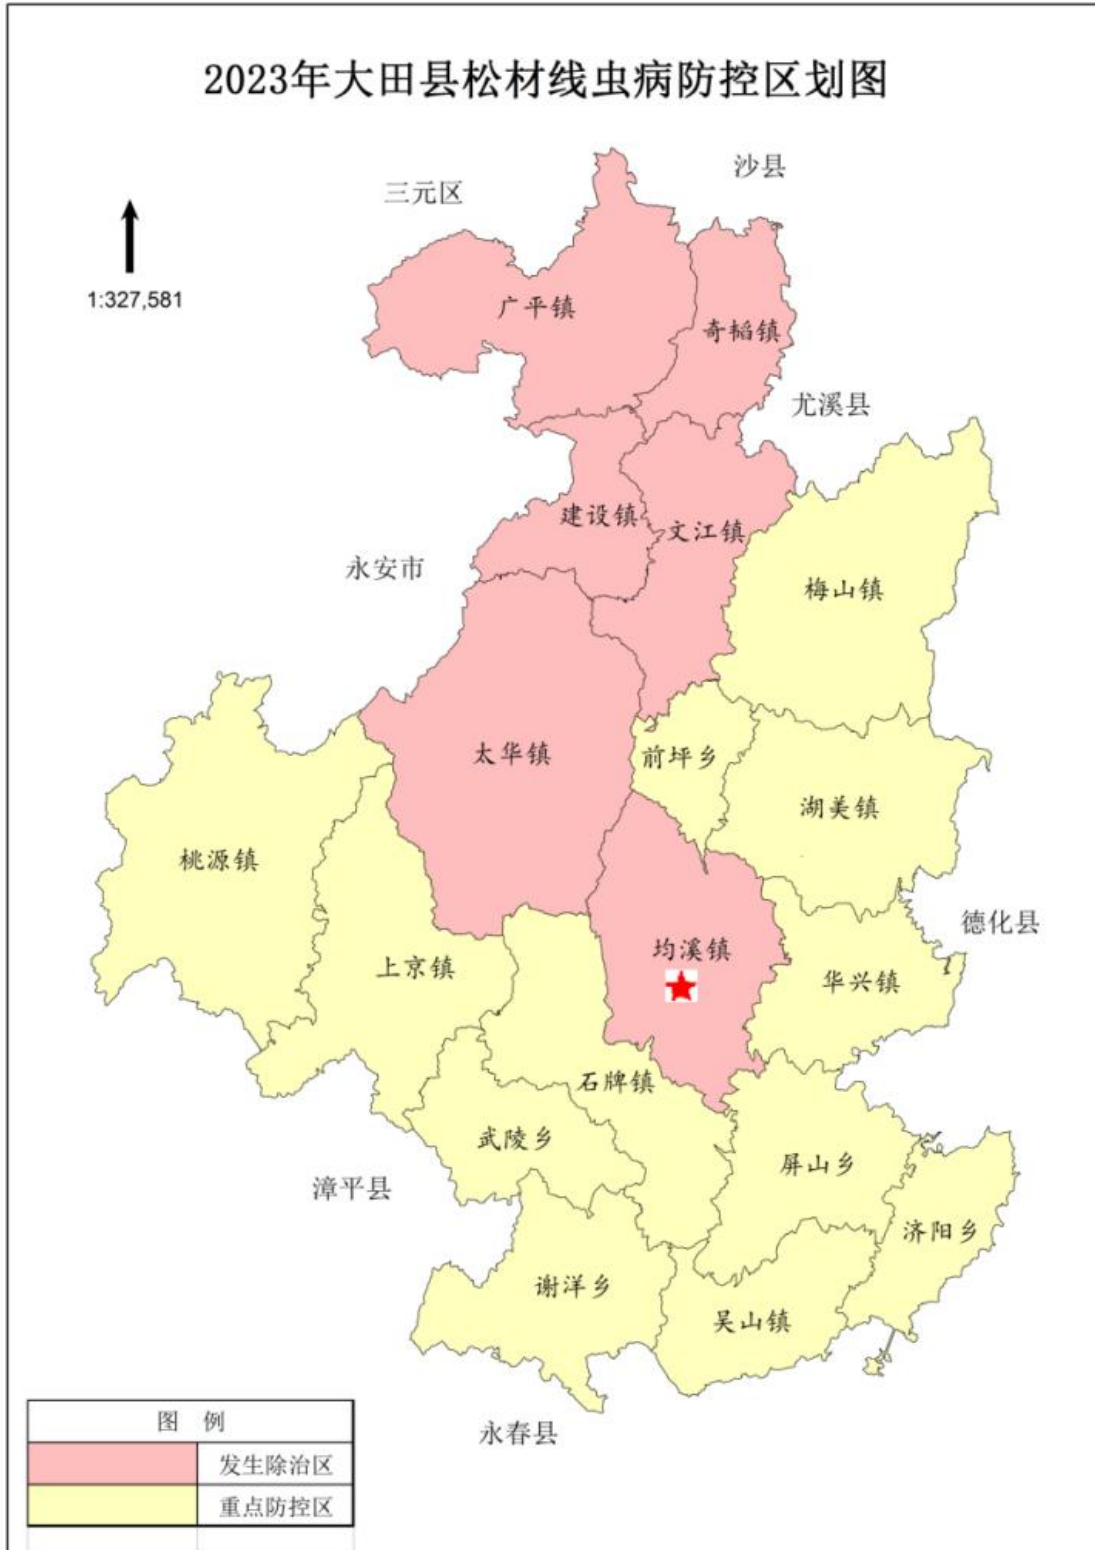 2023年大田县松材线虫病防控区划图
沙县
三元区
1:327,581
广平镇
奇韬镇
尤溪县
建设镇
文江镇
永安市
梅山镇
太华镇
前坪乡
湖美镇
桃源镇
德化县
均溪镇
上京镇
华兴镇
石牌镇
武陵乡
屏山乡
漳平县
济阳乡
谢洋乡
吴山镇
图 例
永春县
发生除治区
重点防控区